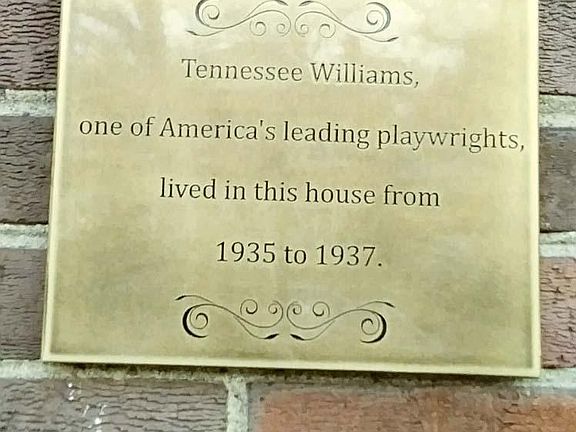 Tennessee Williams,
one of America's leading playwrights,
lived in this house from
1935 to 1937.